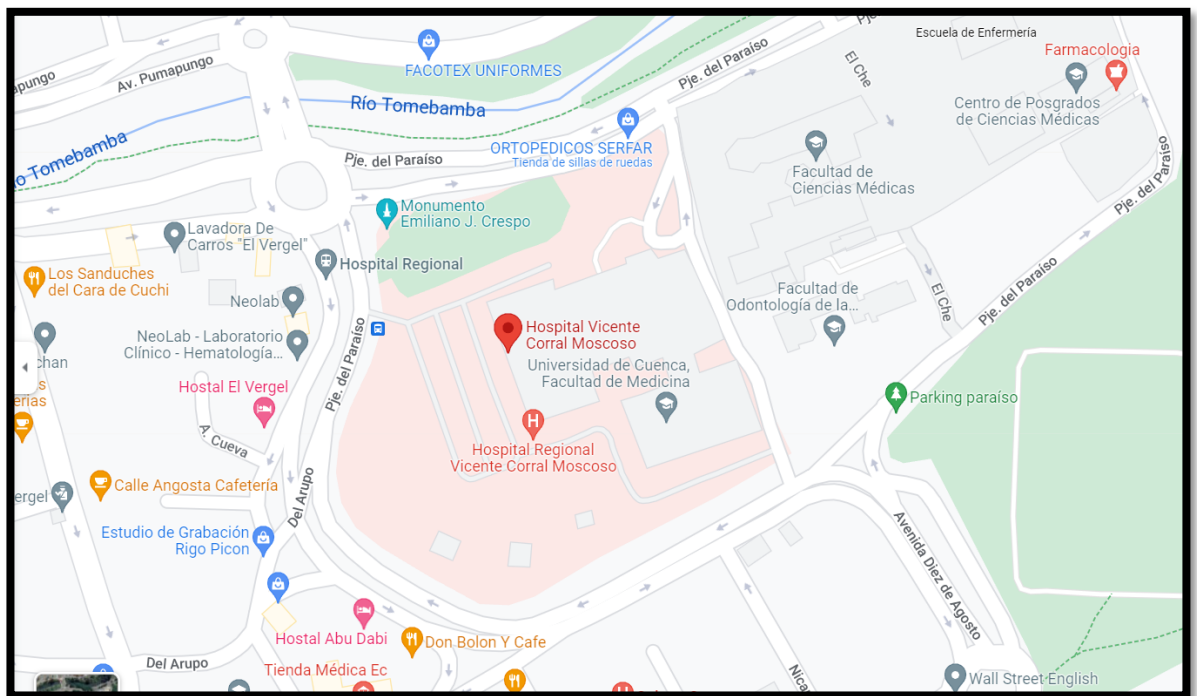 Escuela de Enfermería
Farmacologia
FACOTEX UNIFORMES
Av. Pumapungo
Pje. del Paraíso
El Che
Centro de Posgrados
de Ciencias Médicas
Río Tomebamba
Tomebamba
ORTOPEDICOS SERFAR
Tienda de sillas de ruedas
Pje. del Paraíso
Facultad de
Ciencias Médicas
Pje. del Paraíso
Monumento
Emiliano J. Crespo
Lavadora De
Carros "El Vergel"
Hospital Regional
Los Sanduches
del Cara de Cuchi
Neolab
Facultad de
Odontología de la...
El Che
Pje. del Paraíso
Hospital Vicente
Corral Moscoso
NeoLab - Laboratorio
Clínico - Hematología...
Universidad de Cuenca,
Facultad de Medicina
Pje. del Paraíso
Hostal El Vergel
Parking paraíso
A. Cueva
H
Hospital Regional
Vicente Corral Moscoso
Calle Angosta Cafetería
Del Arupo
Estudio de Grabación
Rigo Picon
Avenida Diez de Agosto
Hostal Abu Dabi
Don Bolon Y Cafe
Del Arupo
Tienda Médica Ec
Wall Street English